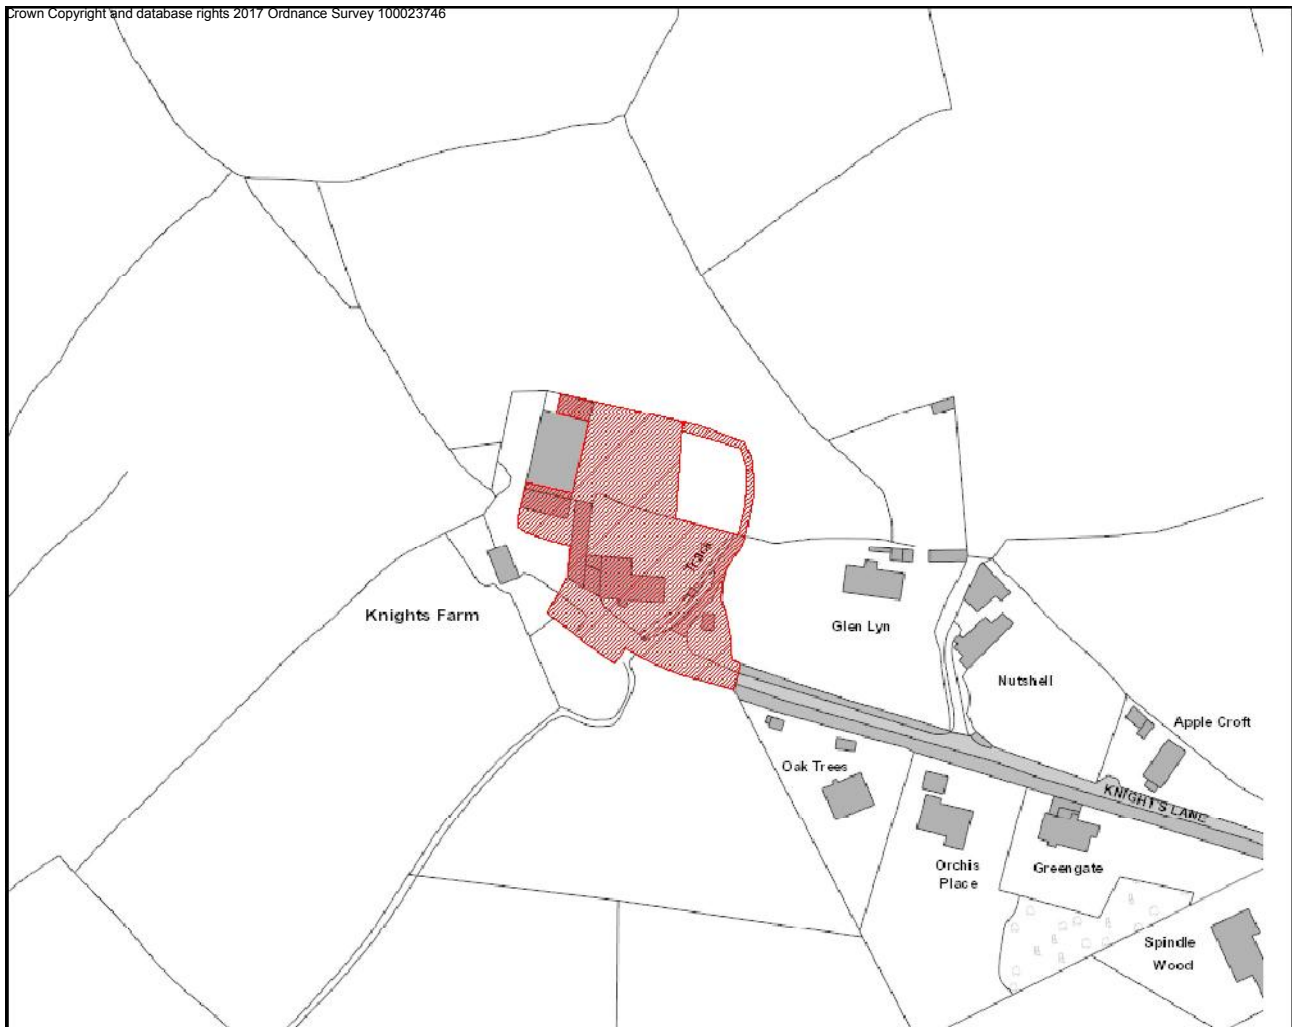 Crown Copyright and database rights 2017 Ordnance Survey 100023746
Track
Knights Farm
Glen Lyn
Nutshell
Apple Croft
Oak Trees
KNIGHTS LANE
Orchis
Place
Greengate
Spindle
Wood